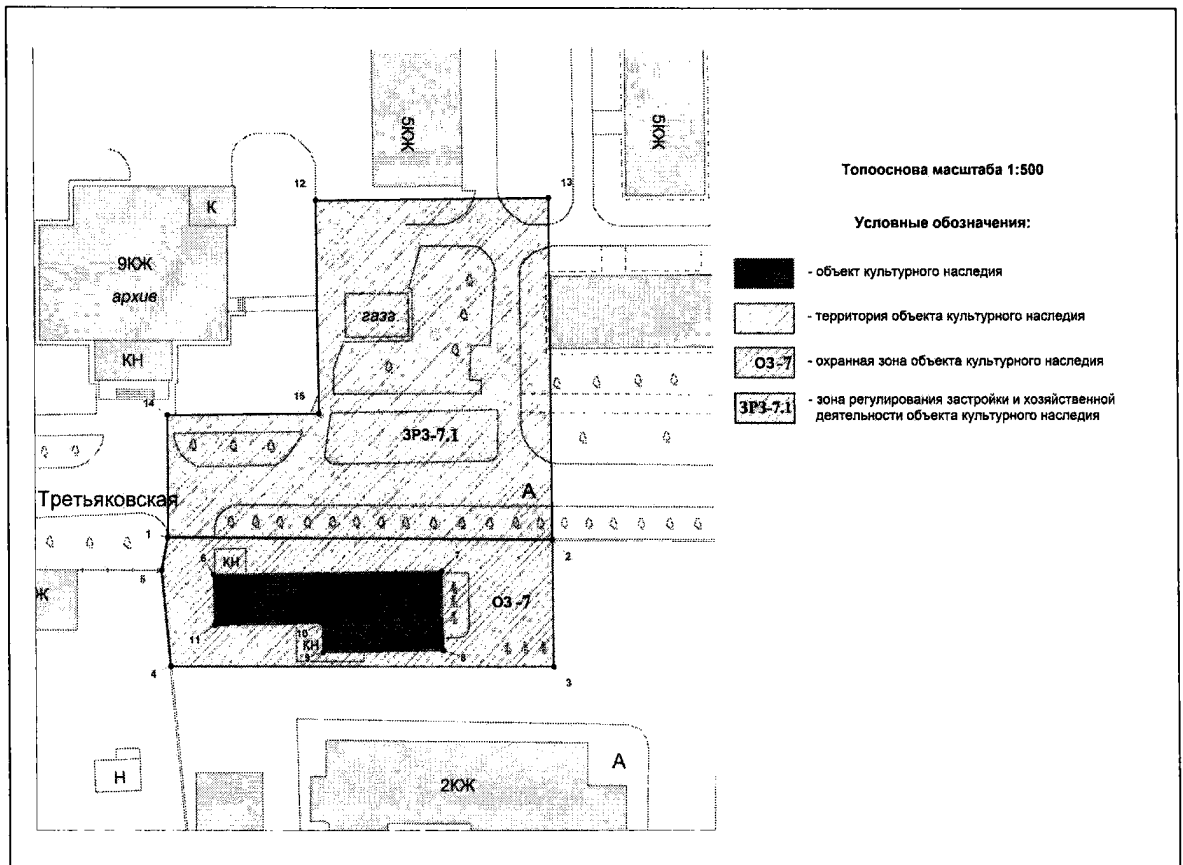 5КЖ
5КЖ
12
13
К
9КЖ
архив
КН
газа
14
15
ЗРЗ-7.1
Третьяковская
А
1
2
5
6
КН
7
Ж
ОЗ-7
11
10
КН
9
8
4
3
Н
2КЖ
А
Топооснова масштаба 1:500
Условные обозначения:
- объект культурного наследия
- территория объекта культурного наследия
ОЗ-7
- охранная зона объекта культурного наследия
ЗРЗ-7.1
- зона регулирования застройки и хозяйственной
деятельности объекта культурного наследия